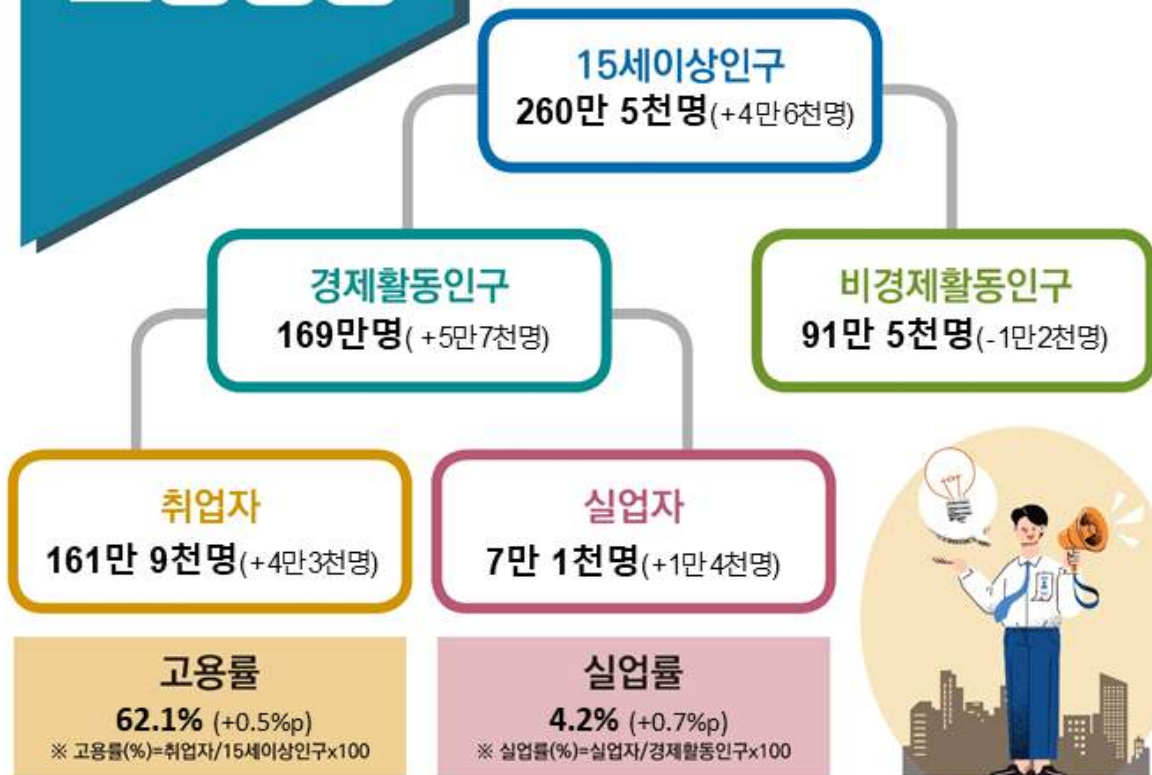 15세이상인구
260만 5천명(+4만6천명)
경제활동인구
169만명( +5만7천명)
비경제활동인구
91만 5천명(-1만2천명)
취업자
161만 9천명(+4만3천명)
실업자
7만 1천명(+1만4천명)
고용률
62.1% (+0.5%p)
※ 고용률(%)=취업자/15세이상인구x100
실업률
4.2% (+0.7%p)
※ 실업률(%)=실업자/경제활동인구x100